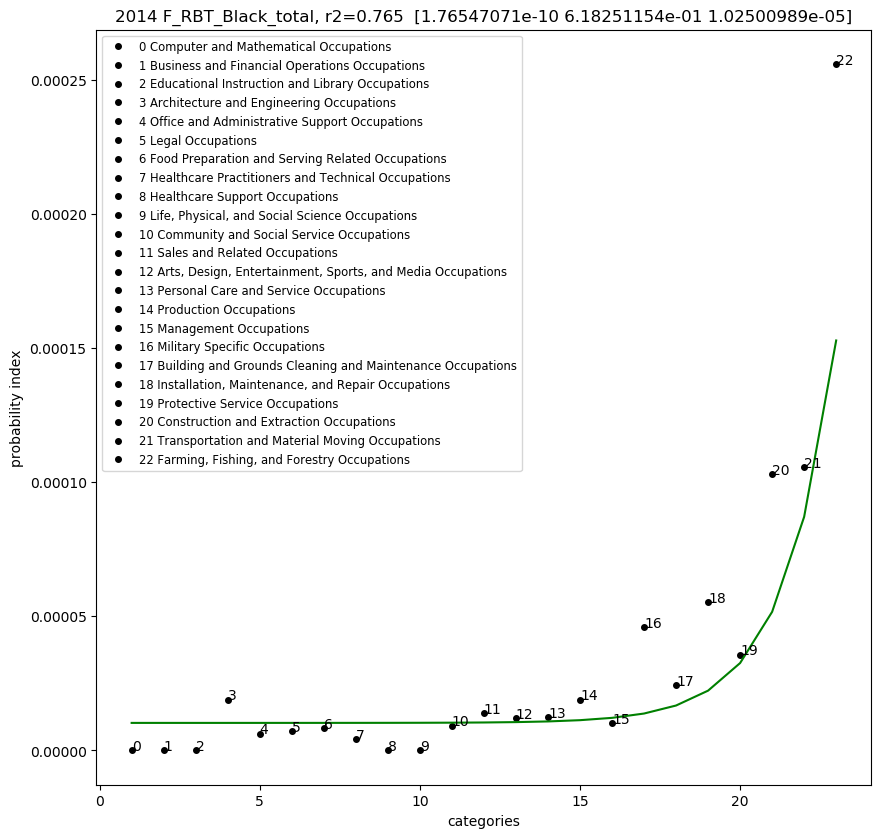 2014 F_RBT_Black_total, r2=0.765 [1.76547071e-10 6.18251154e-01 1.02500989e-05]
0 Computer and Mathematical Occupations
1 Business and Financial Operations Occupations
2 Educational Instruction and Library Occupations
3 Architecture and Engineering Occupations
4 Office and Administrative Support Occupations
5 Legal Occupations
6 Food Preparation and Serving Related Occupations
7 Healthcare Practitioners and Technical Occupations
8 Healthcare Support Occupations
9 Life, Physical, and Social Science Occupations
10 Community and Social Service Occupations
11 Sales and Related Occupations
12 Arts, Design, Entertainment, Sports, and Media Occupations
13 Personal Care and Service Occupations
14 Production Occupations
15 Management Occupations
16 Military Specific Occupations
17 Building and Grounds Cleaning and Maintenance Occupations
18 Installation, Maintenance, and Repair Occupations
19 Protective Service Occupations
20 Construction and Extraction Occupations
21 Transportation and Material Moving Occupations
22 Farming, Fishing, and Forestry Occupations
probability index
0.00025
0.00020
0.00015
0.00010
0.00005
0.00000
0
1
2
3
4
5
6
7
8
9
10
11
12
13
14
15
16
17
18
19
20
21
22
0
5
10
15
20
categories